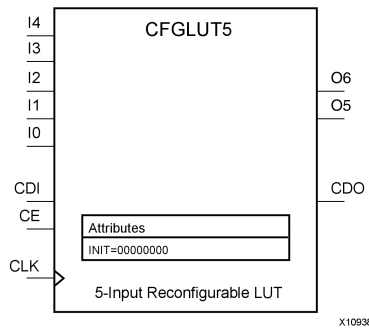 CFGLUT5
I4
I3
I2
I1
I0
CDI
CE
CLK
O6
O5
CDO
Attributes
INIT=00000000
5-Input Reconfigurable LUT
X10938